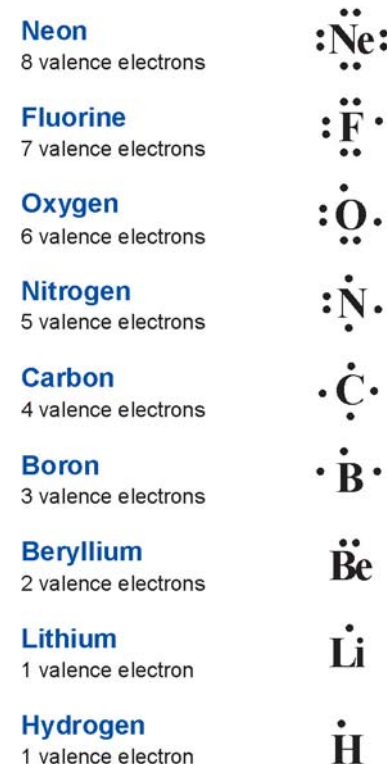 Neon
8 valence electrons
Ne
Fluorine
7 valence electrons
F
Oxygen
6 valence electrons
O
Nitrogen
5 valence electrons
N
Carbon
4 valence electrons
C
Boron
3 valence electrons
B
Beryllium
2 valence electrons
Be
Lithium
1 valence electron
Li
Hydrogen
1 valence electron
H